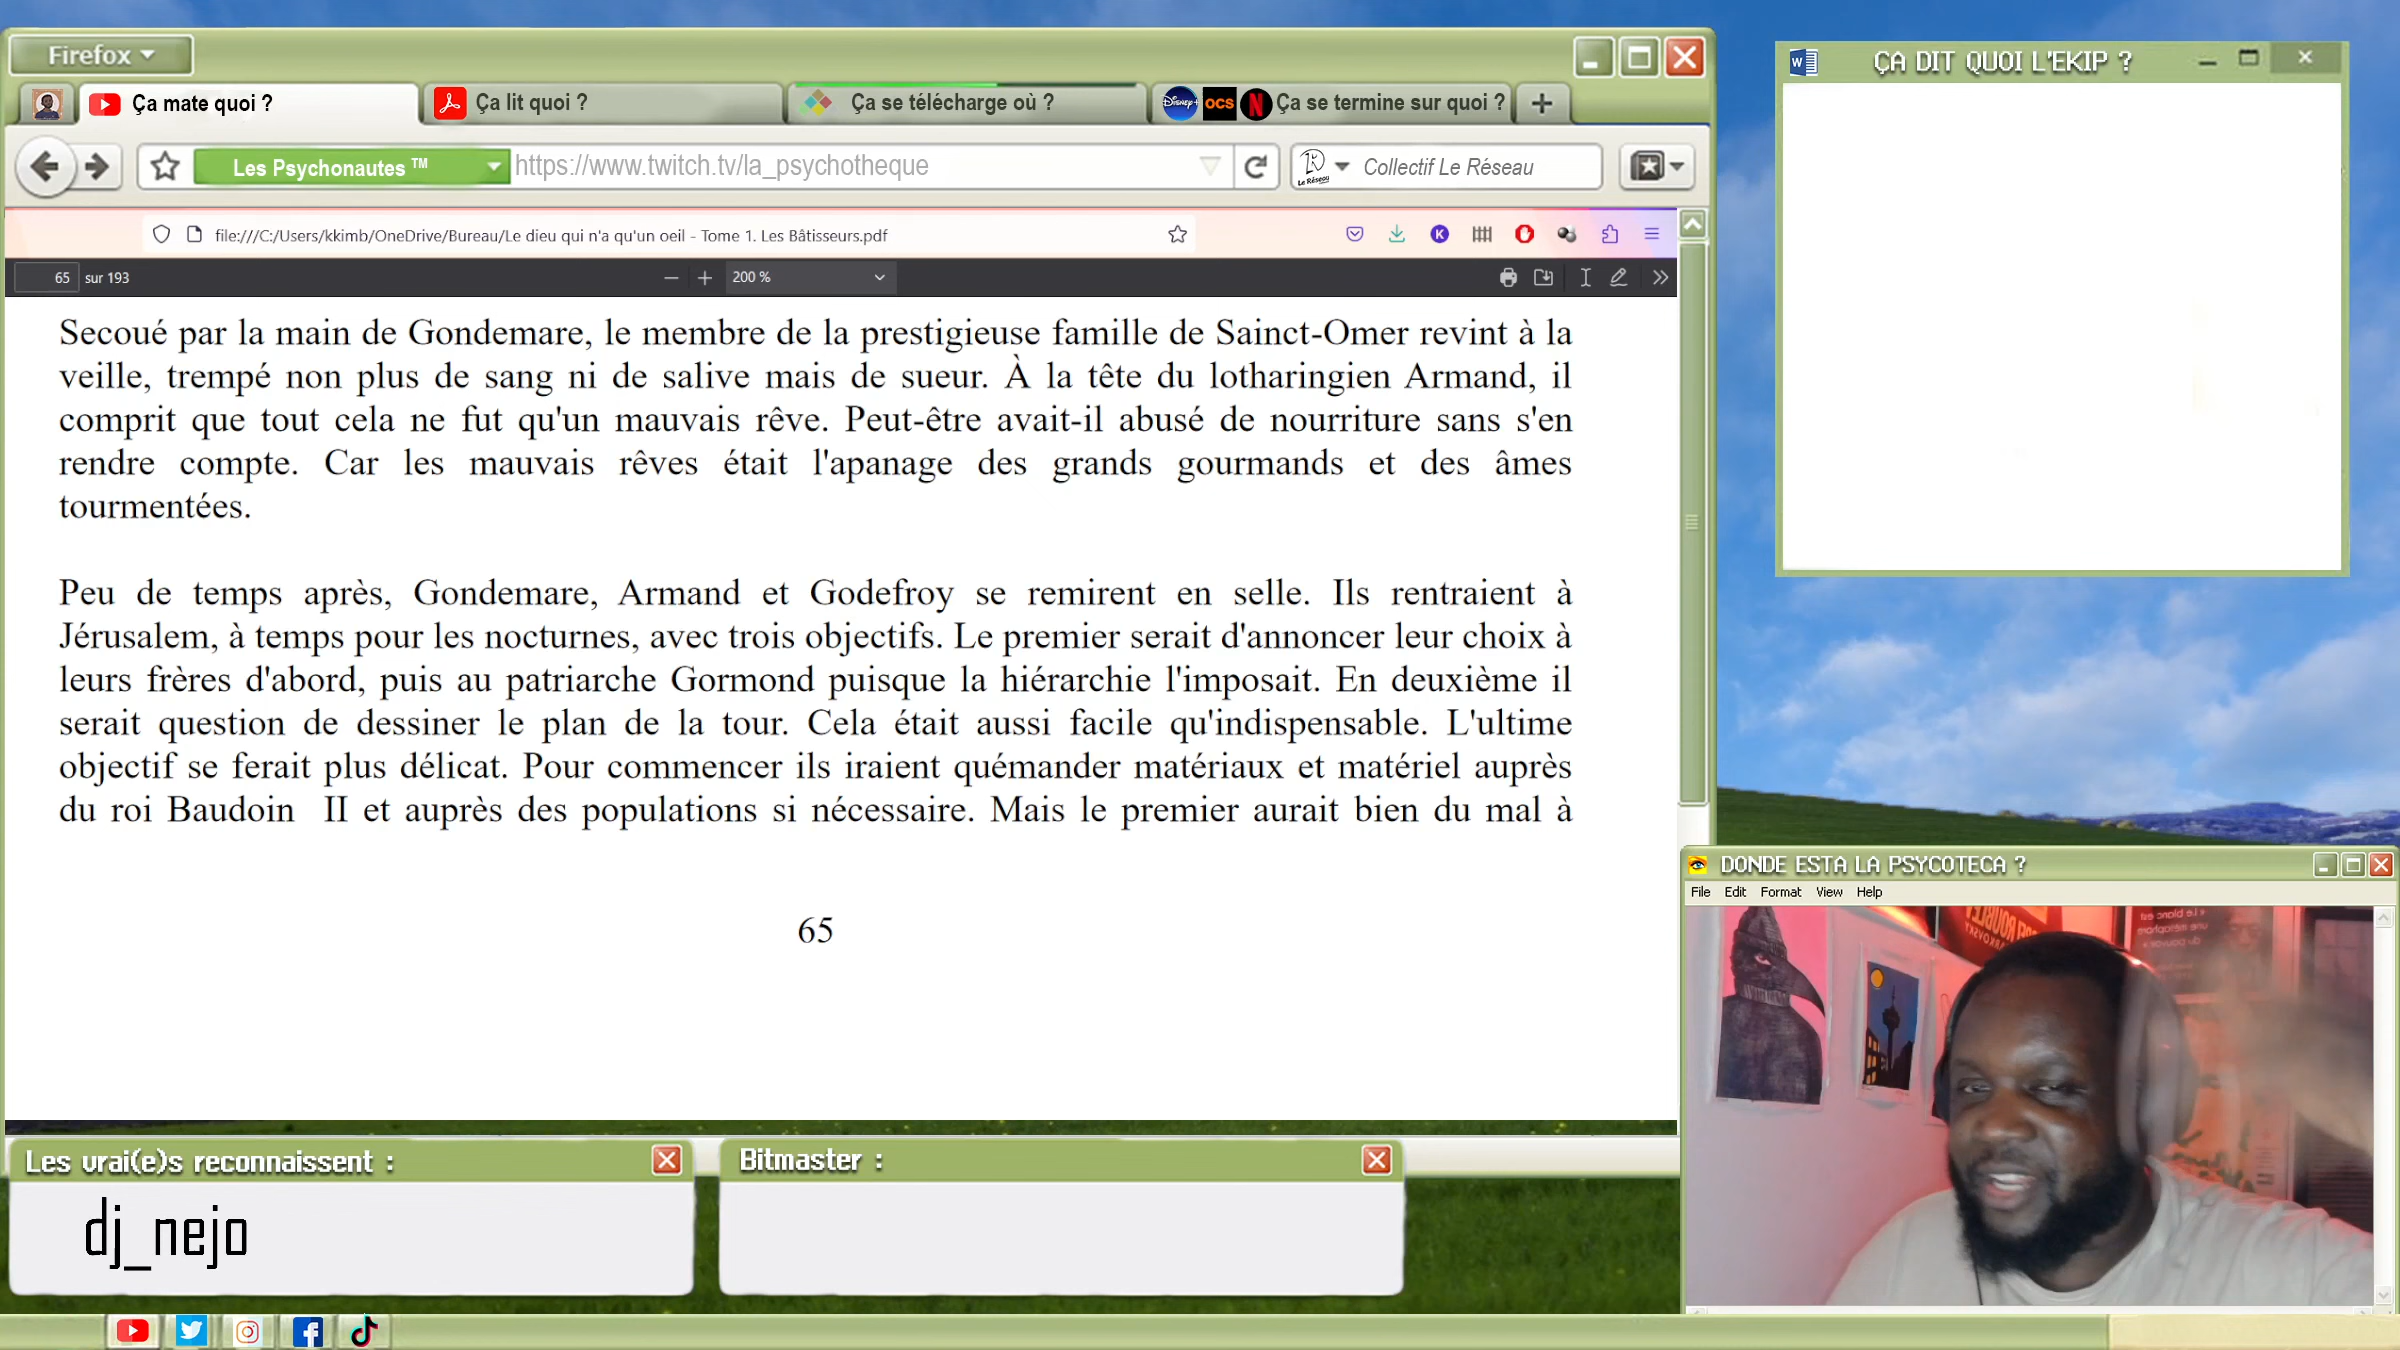 Firefox
Ça mate quoi ?
Ça lit quoi ?
Ça se télécharge où ?
Disney+
OCS
N
Ça se termine sur quoi ?
Les Psychonautes ™
https://www.twitch.tv/la_psychotheque
Le Réseau
Collectif Le Réseau
file:///C:/Users/kkimb/OneDrive/Bureau/Le dieu qui n'a qu'un oeil - Tome 1. Les Bâtisseurs.pdf
K
65 sur 193
200 %
Secoué par la main de Gondemare, le membre de la prestigieuse famille de Sainct-Omer revint à la
veille, trempé non plus de sang ni de salive mais de sueur. À la tête du lotharingien Armand, il
comprit que tout cela ne fut qu'un mauvais rêve. Peut-être avait-il abusé de nourriture sans s'en
rendre compte. Car les mauvais rêves était l'apanage des grands gourmands et des âmes
tourmentées.
Peu de temps après, Gondemare, Armand et Godefroy se remirent en selle. Ils rentraient à
Jérusalem, à temps pour les nocturnes, avec trois objectifs. Le premier serait d'annoncer leur choix à
leurs frères d'abord, puis au patriarche Gormond puisque la hiérarchie l'imposait. En deuxième il
serait question de dessiner le plan de la tour. Cela était aussi facile qu'indispensable. L'ultime
objectif se ferait plus délicat. Pour commencer ils iraient quémander matériaux et matériel auprès
du roi Baudoin II et auprès des populations si nécessaire. Mais le premier aurait bien du mal à
65
W
ÇA DIT QUOI L'EKIP ?
DONDE ESTA LA PSYCOTECA ?
File Edit Format View Help
« Le blanc est
une métaphore
du pouvoir »
Les vrai(e)s reconnaissent :
dj_nejo
Bitmaster :